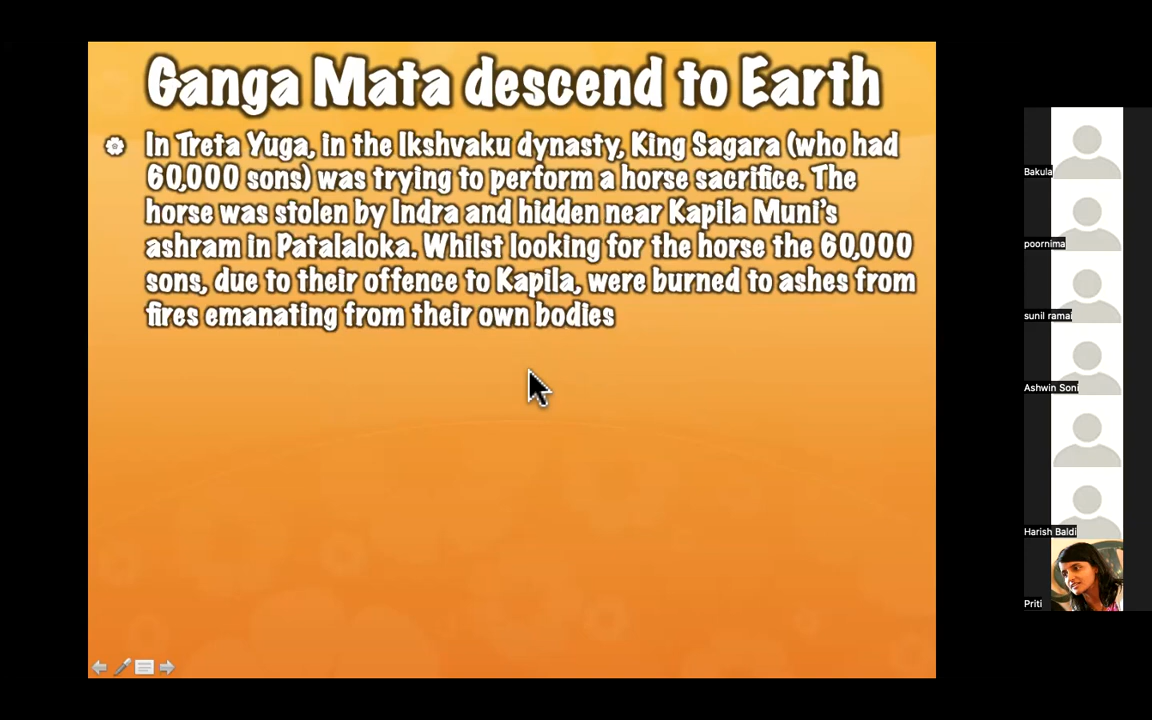 Ganga Mata descend to Earth
In Treta Yuga, in the Ikshvaku dynasty, King Sagara (who had
60,000 sons) was trying to perform a horse sacrifice. The
horse was stolen by Indra and hidden near Kapila Muni's
ashram in Patalaloka. Whilst looking for the horse the 60,000
sons, due to their offence to Kapila, were burned to ashes from
fires emanating from their own bodies
Bakula
poornima
sunil ramai
Ashwin Soni
Harish Baldi
Priti